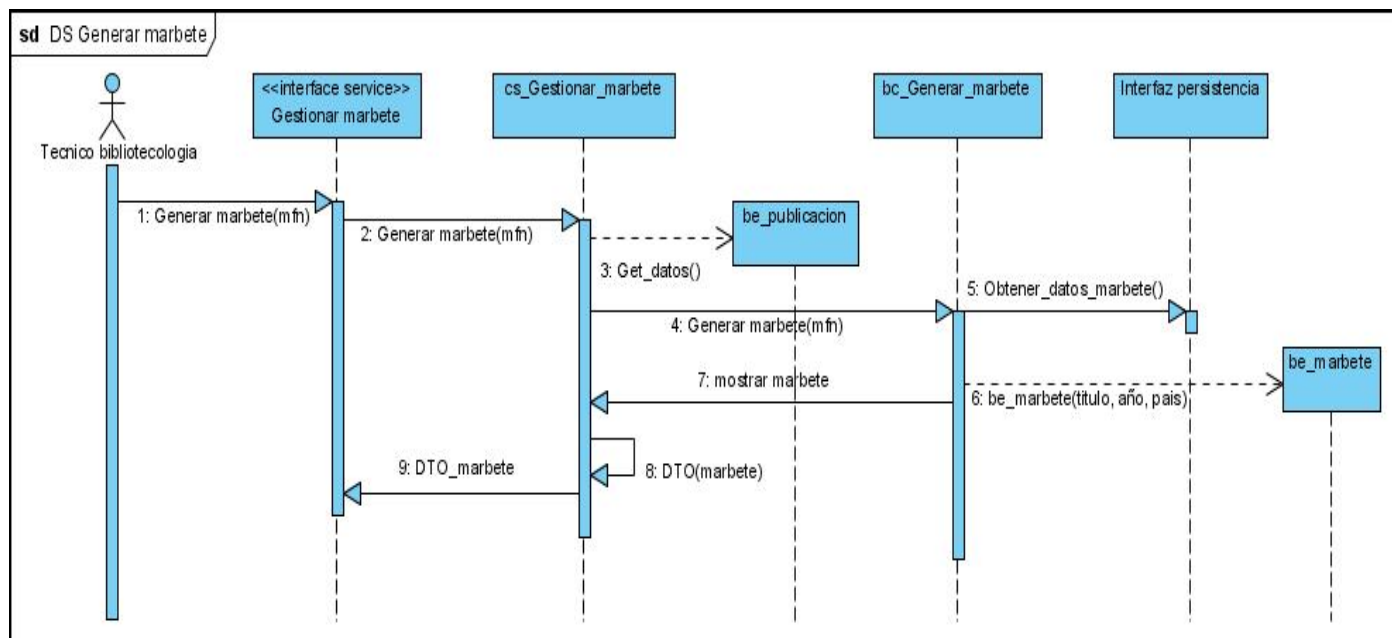 sd DS Generar marbete
<<interface service>>
Gestionar marbete
cs_Gestionar_marbete
bc_Generar_marbete
Interfaz persistencia
Tecnico bibliotecologia
1: Generar marbete(mfn)
2: Generar marbete(mfn)
be_publicacion
3: Get_datos()
4: Generar marbete(mfn)
5: Obtener_datos_marbete()
be_marbete
6: be_marbete(titulo, año, pais)
7: mostrar marbete
8: DTO(marbete)
9: DTO_marbete